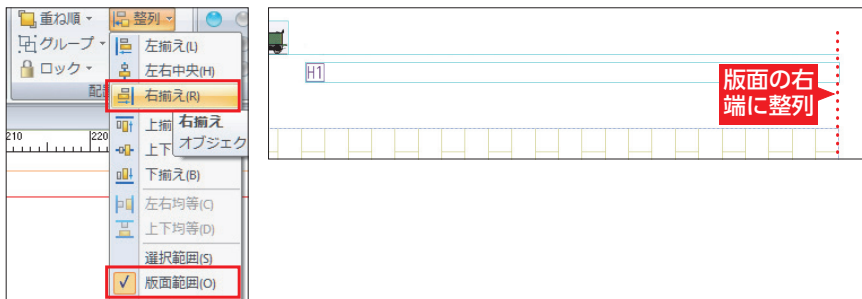 重ね順
整列
グループ
ロック
左揃え(L)
左右中央(H)
右揃え(R)
上揃
右揃え
上下
オブジェク
下揃え(B)
左右均等(C)
上下均等(D)
選択範囲(S)
版面範囲(O)
210
220
H1
版面の右
端に整列